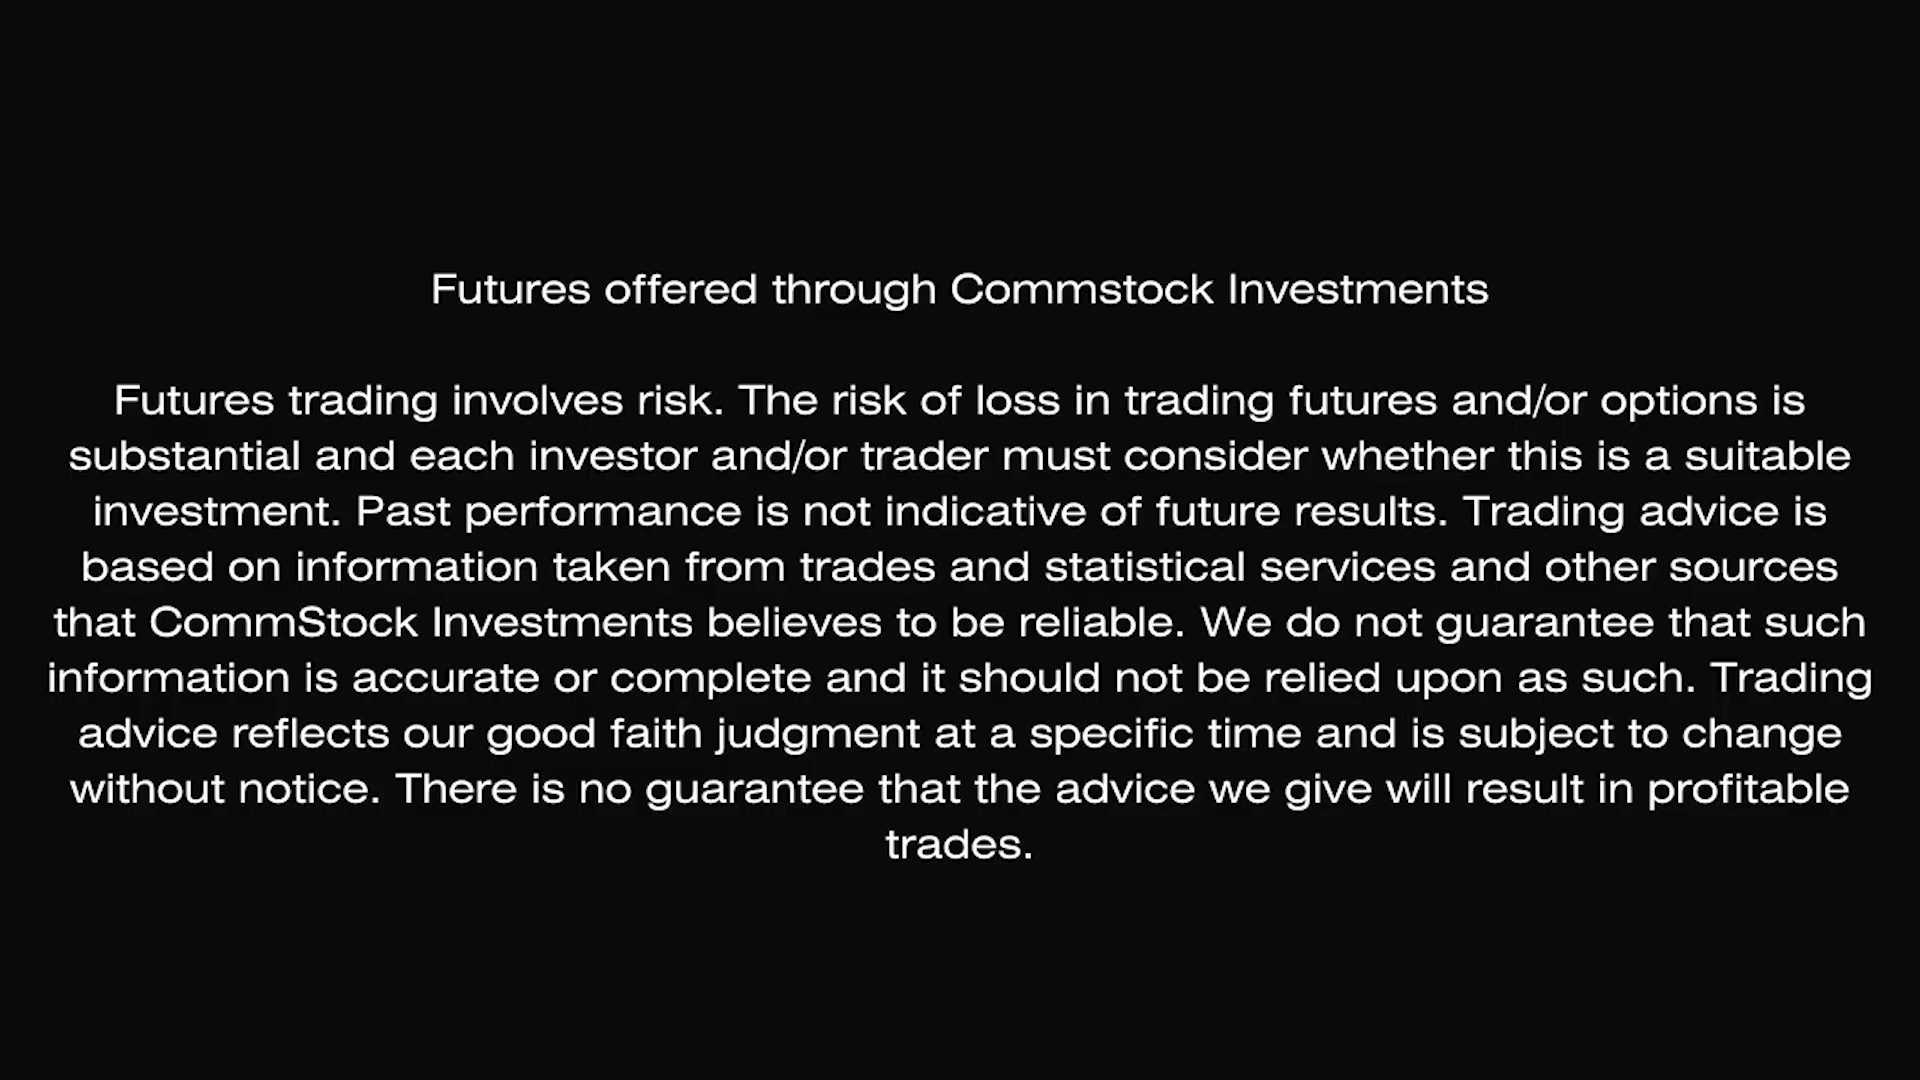 Futures offered through Commstock Investments
Futures trading involves risk. The risk of loss in trading futures and/or options is
substantial and each investor and/or trader must consider whether this is a suitable
investment. Past performance is not indicative of future results. Trading advice is
based on information taken from trades and statistical services and other sources
that CommStock Investments believes to be reliable. We do not guarantee that such
information is accurate or complete and it should not be relied upon as such. Trading
advice reflects our good faith judgment at a specific time and is subject to change
without notice. There is no guarantee that the advice we give will result in profitable
trades.